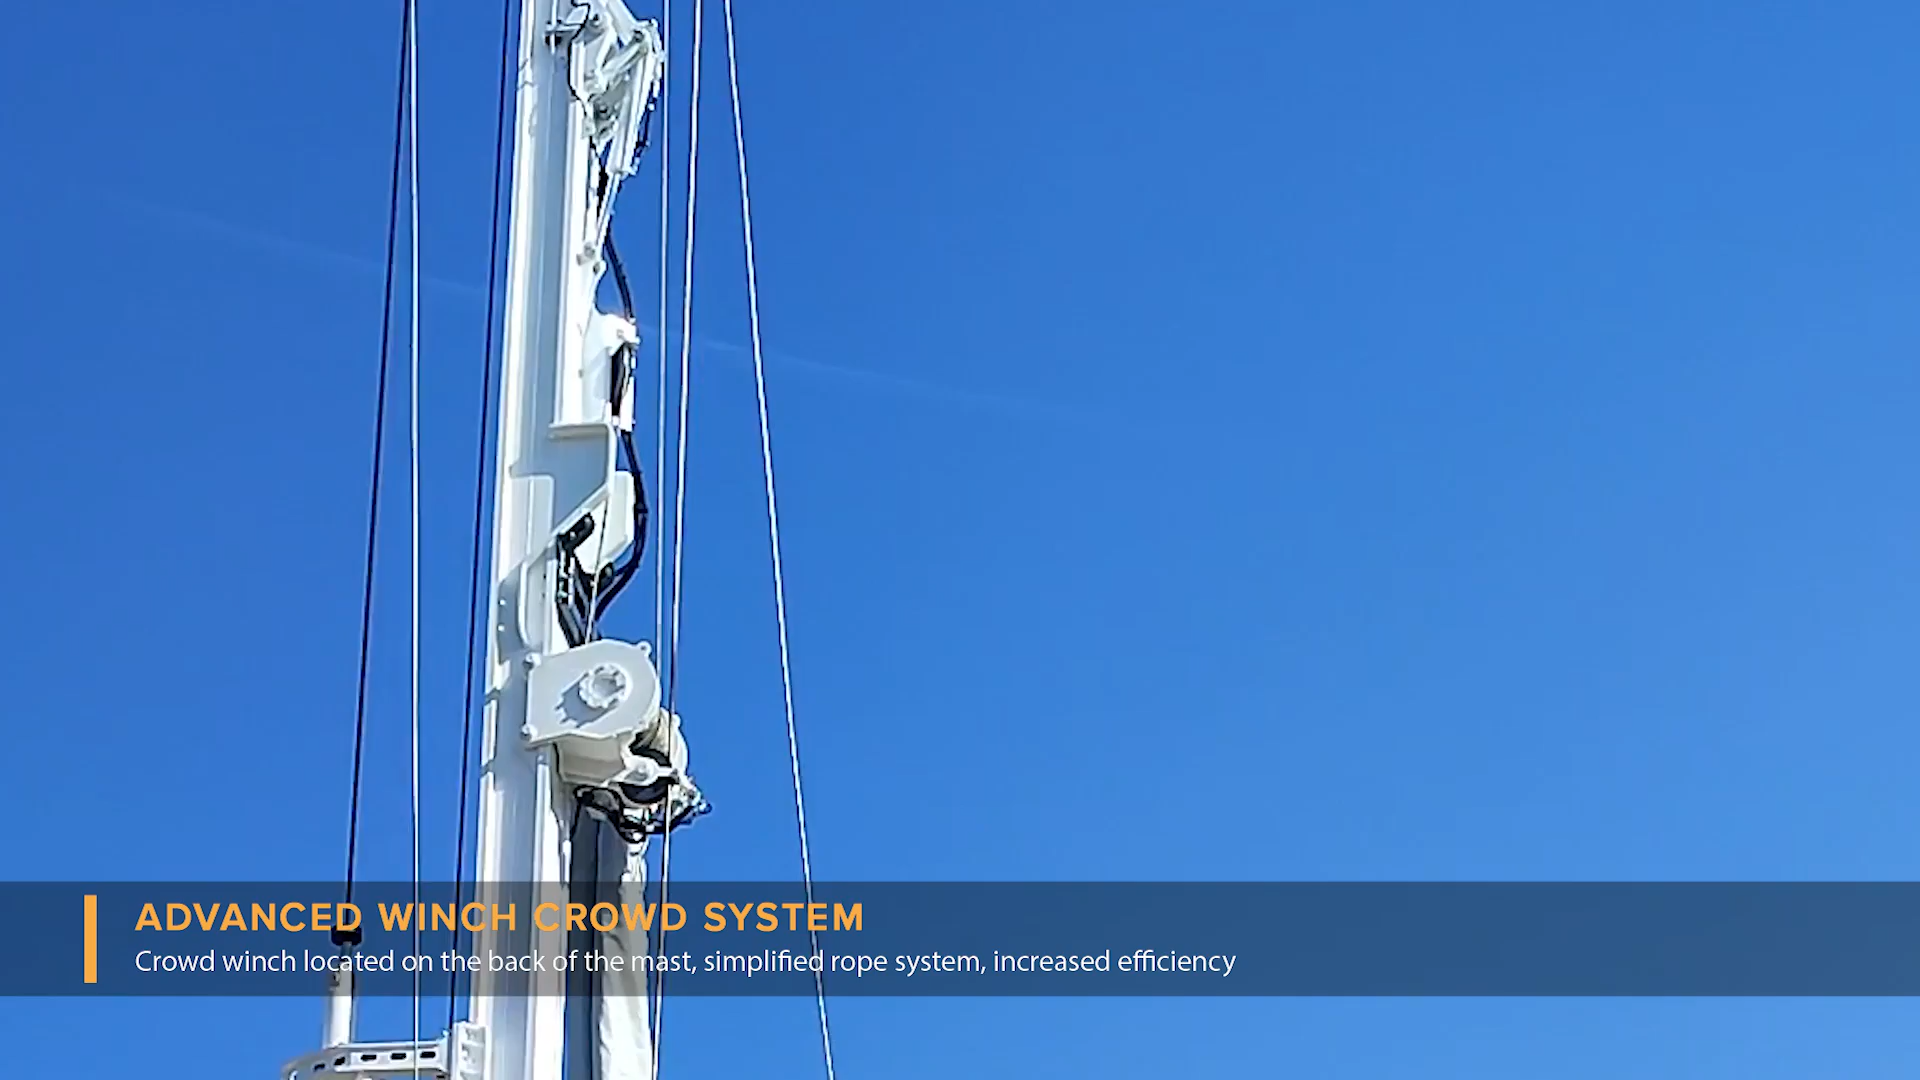 ADVANCED WINCH CROWD SYSTEM
Crowd winch located on the back of the mast, simplified rope system, increased efficiency